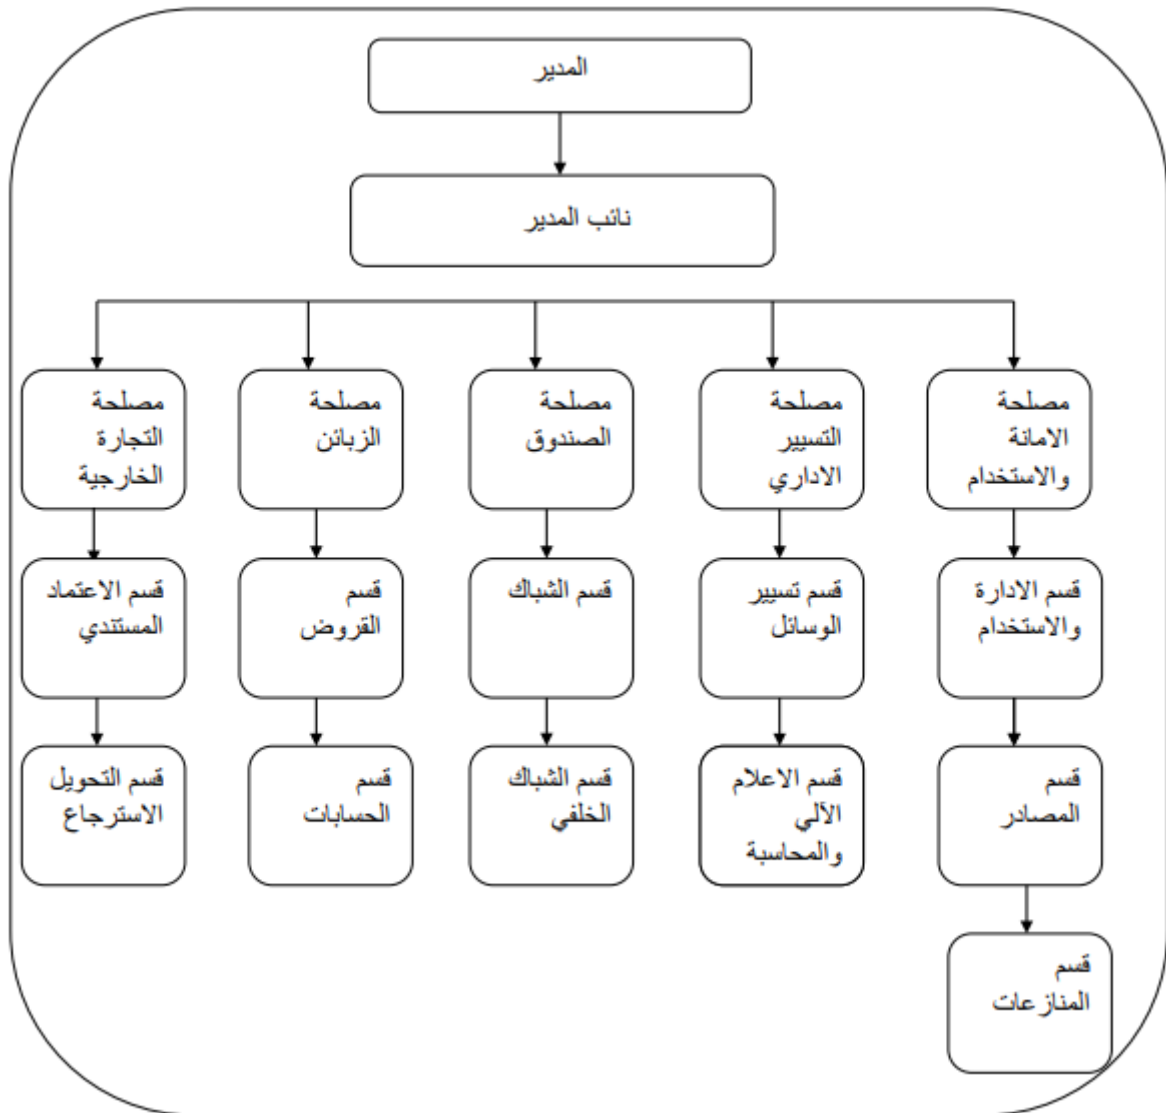 المدير
نائب المدير
مصلحة
الامانة
والاستخدام
مصلحة
التسيير
الاداري
مصلحة
الصندوق
مصلحة
الزبائن
مصلحة
التجارة
الخارجية
قسم الادارة
والاستخدام
قسم تسيير
الوسائل
قسم الشباك
قسم
القروض
قسم الاعتماد
المستندي
قسم
المصادر
قسم الاعلام
الآلي
والمحاسبة
قسم الشباك
الخلفي
قسم
الحسابات
قسم التحويل
الاسترجاع
قسم
المنازعات